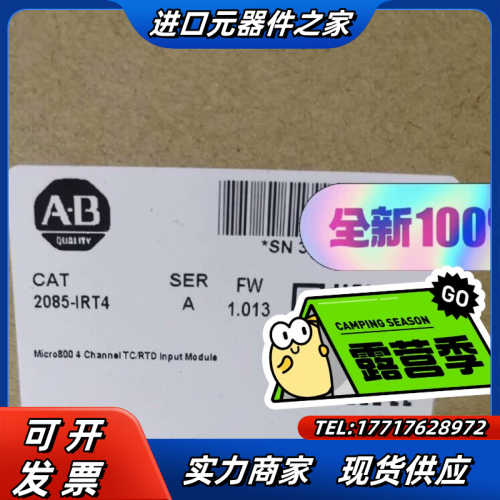 进口元器件之家
A·B
QUALITY
*SN 3
全新100%
CAT
2085-IRT4
SER
A
FW
1.013
GO
CAMPING SEASON
露营季
Micro800 4 Channel TC/RTD Input Module
TEL:17717628972
可开
发票
实力商家 现货供应